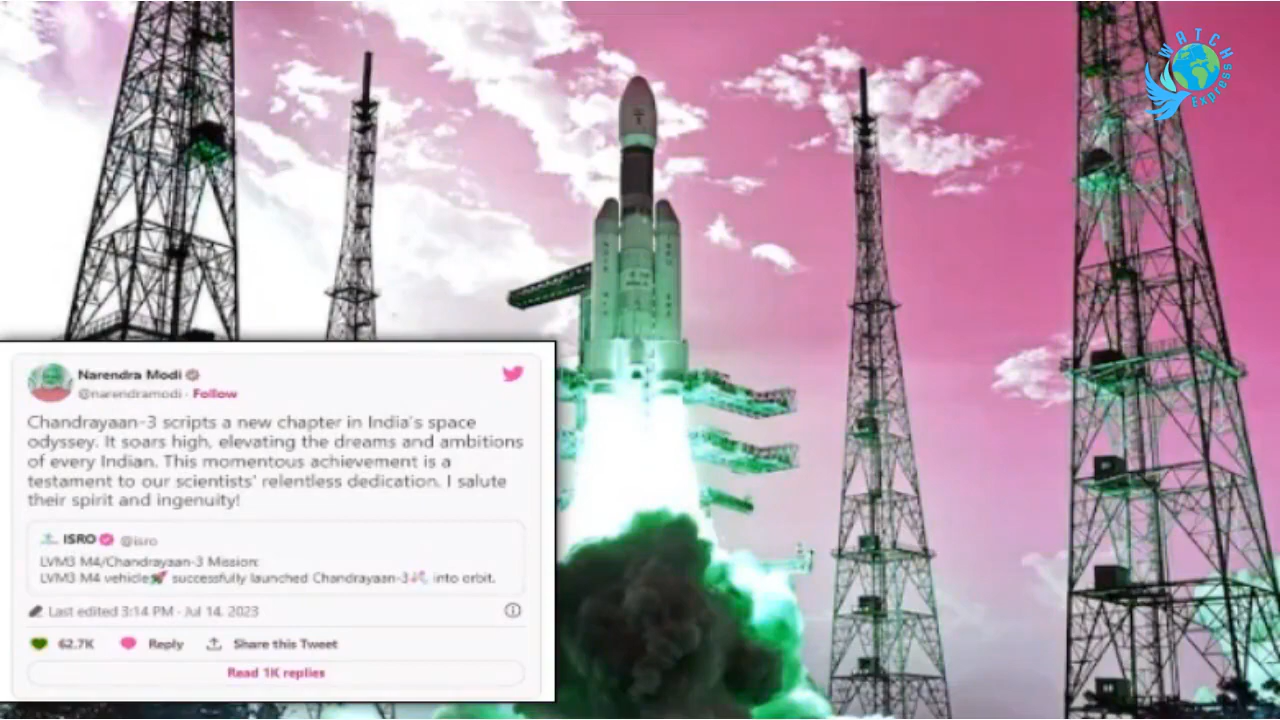 WATCH
Express
Narendra Modi
@narendramodi · Follow
Chandrayaan-3 scripts a new chapter in India's space
odyssey. It soars high, elevating the dreams and ambitions
of every Indian. This momentous achievement is a
testament to our scientists' relentless dedication. I salute
their spirit and ingenuity!
ISRO @isro
LVM3 M4/Chandrayaan-3 Mission:
LVM3 M4 vehicle🚀 successfully launched Chandrayaan-3🛰️ into orbit.
Last edited 3:14 PM · Jul 14, 2023
62.7K Reply Share this Tweet
Read 1K replies